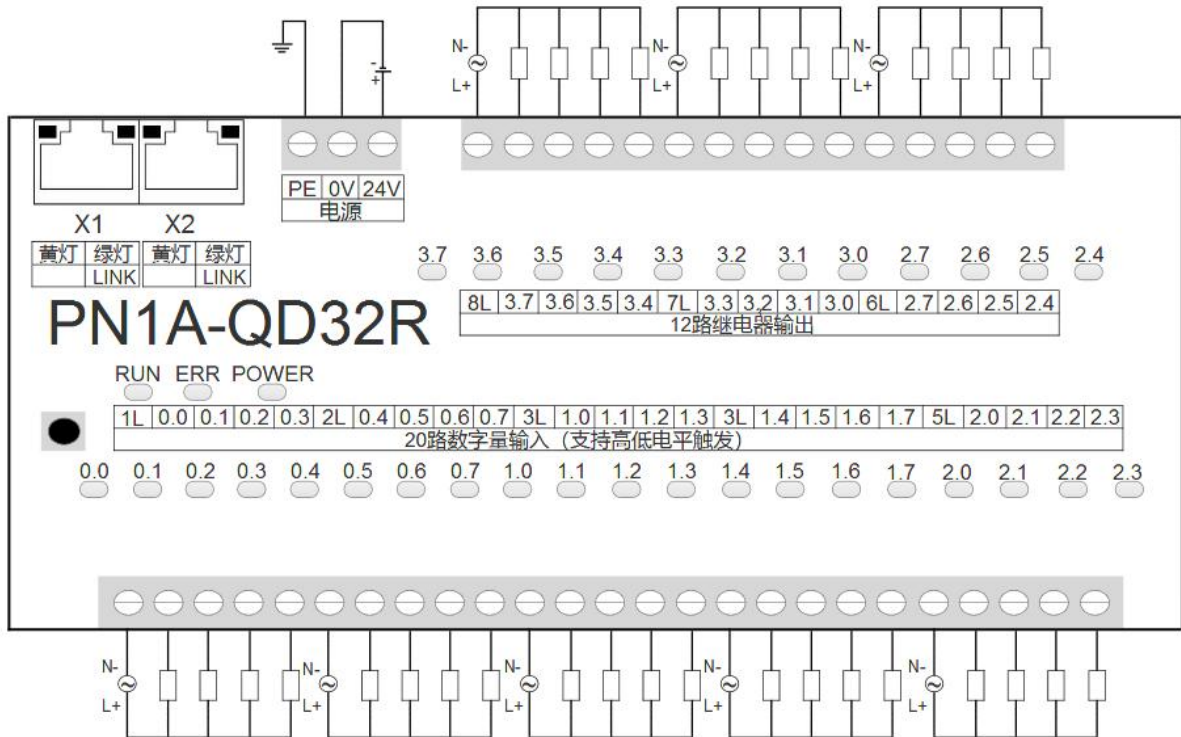 N- N- N-
L+ L+ L+
PE 0V 24V
电源
X1 X2
黄灯 绿灯 黄灯 绿灯
LINK LINK
3.7 3.6 3.5 3.4 3.3 3.2 3.1 3.0 2.7 2.6 2.5 2.4
8L 3.7 3.6 3.5 3.4 7L 3.3 3.2 3.1 3.0 6L 2.7 2.6 2.5 2.4
12路继电器输出
PN1A-QD32R
RUN ERR POWER
1L 0.0 0.1 0.2 0.3 2L 0.4 0.5 0.6 0.7 3L 1.0 1.1 1.2 1.3 3L 1.4 1.5 1.6 1.7 5L 2.0 2.1 2.2 2.3
20路数字量输入（支持高低电平触发）
0.0 0.1 0.2 0.3 0.4 0.5 0.6 0.7 1.0 1.1 1.2 1.3 1.4 1.5 1.6 1.7 2.0 2.1 2.2 2.3
N- N- N- N- N-
L+ L+ L+ L+ L+